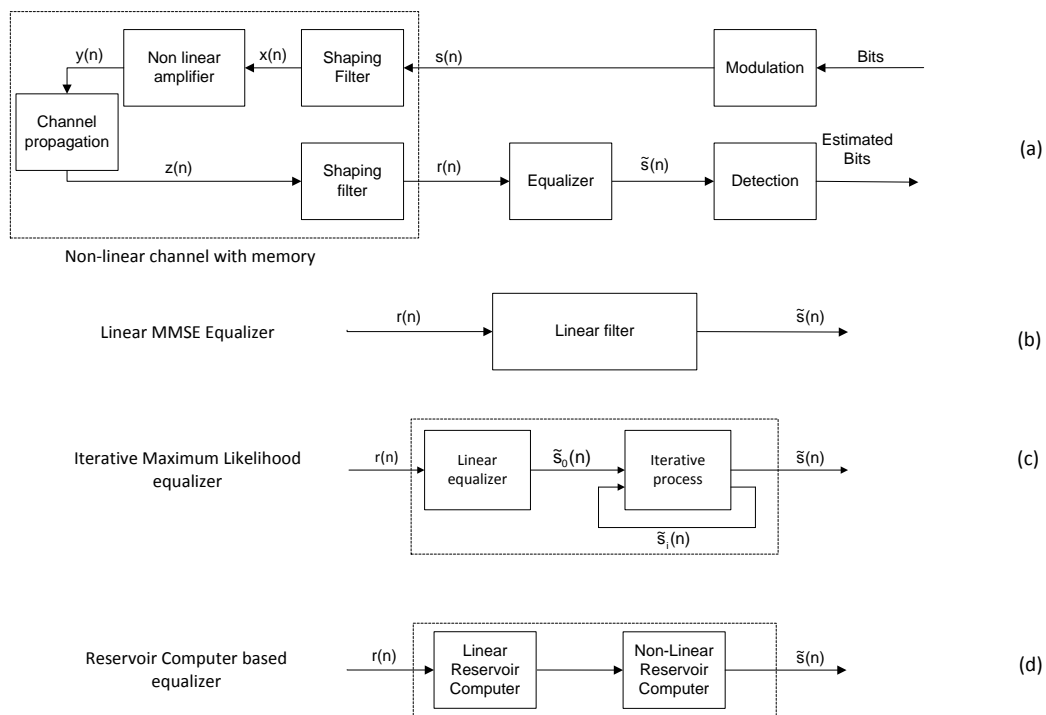 y(n)
Non linear
amplifier
x(n)
Shaping
Filter
s(n)
Modulation
Bits
Channel
propagation
z(n)
Shaping
filter
r(n)
Equalizer
s̃(n)
Detection
Estimated
Bits
(a)
Non-linear channel with memory
Linear MMSE Equalizer
r(n)
Linear filter
s̃(n)
(b)
Iterative Maximum Likelihood
equalizer
r(n)
Linear
equalizer
s̃₀(n)
Iterative
process
s̃(n)
s̃ᵢ(n)
(c)
Reservoir Computer based
equalizer
r(n)
Linear
Reservoir
Computer
Non-Linear
Reservoir
Computer
s̃(n)
(d)